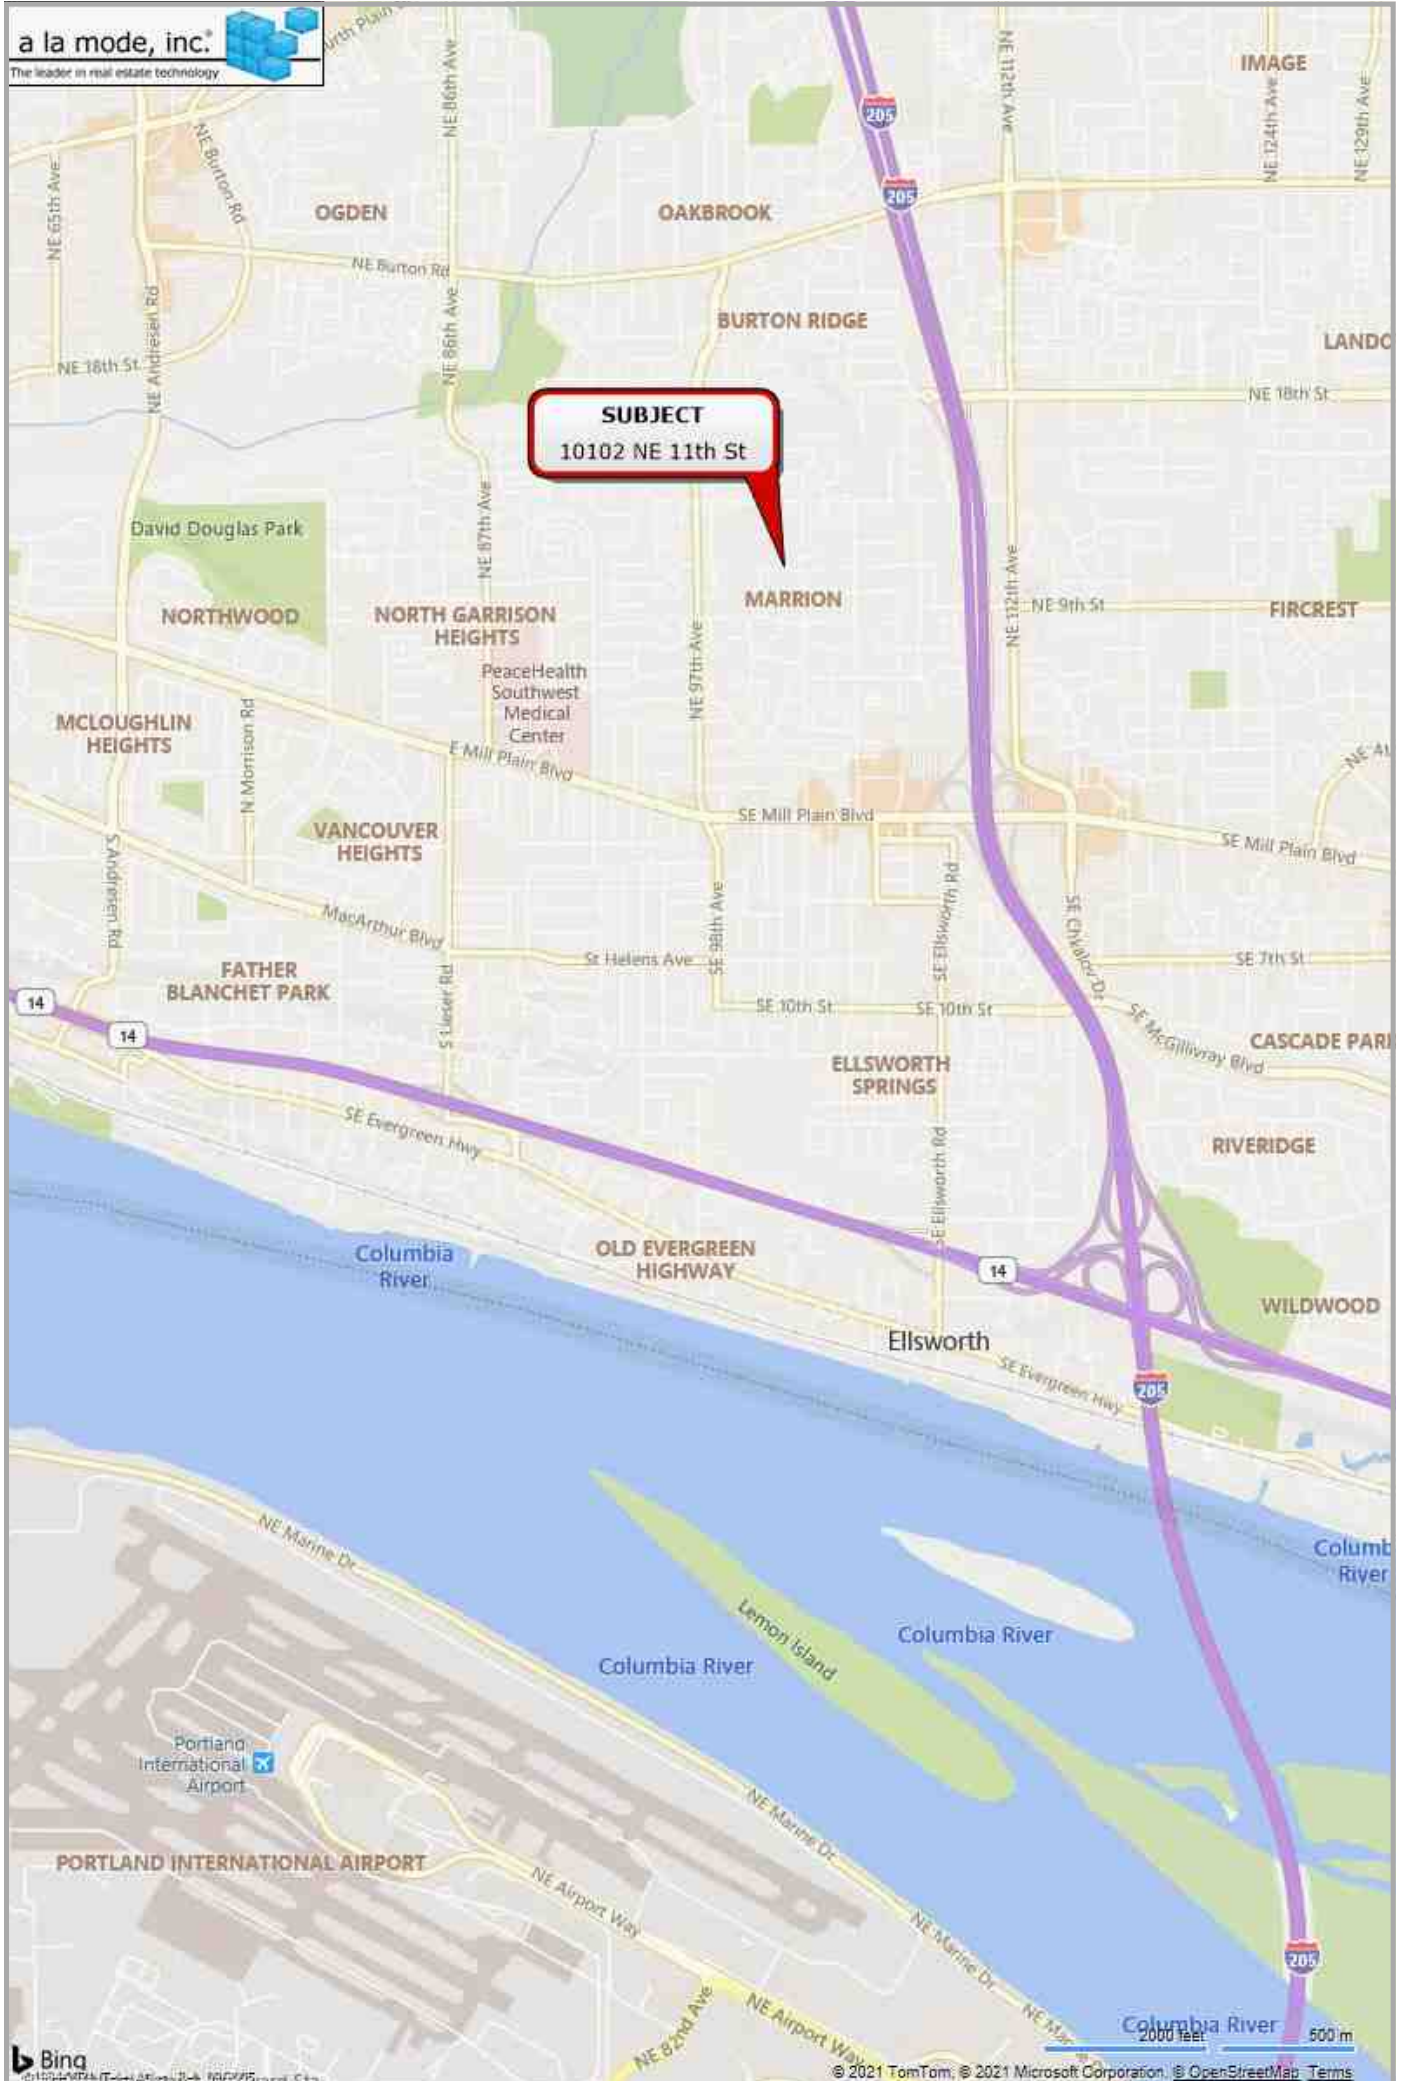 a la mode, inc.®
The leader in real estate technology
NE 86th Ave
205
NE 112th Ave
IMAGE
NE 124th Ave
NE 129th Ave
NE Burton Rd
NE 65th Ave
205
OGDEN
OAKBROOK
NE Burton Rd
NE Andresen Rd
NE 86th Ave
BURTON RIDGE
NE 18th St
NE 18th St
SUBJECT
10102 NE 11th St
NE 87th Ave
David Douglas Park
NORTHWOOD
NORTH GARRISON
HEIGHTS
MARRION
NE 112th Ave
NE 9th St
FIRCREST
PeaceHealth
Southwest
Medical
Center
NE 97th Ave
MCLOUGHLIN
HEIGHTS
N Morrison Rd
E Mill Plain Blvd
SE Mill Plain Blvd
SE Mill Plain Blvd
VANCOUVER
HEIGHTS
S Andresen Rd
MacArthur Blvd
St Helens Ave
SE 98th Ave
SE Ellsworth Rd
SE Chkalov Dr
SE 7th St
FATHER
BLANCHET PARK
S Lieser Rd
14
14
SE 10th St
SE 10th St
SE McGillivray Blvd
CASCADE PAR
ELLSWORTH
SPRINGS
SE Evergreen Hwy
SE Ellsworth Rd
RIVERIDGE
Columbia
River
OLD EVERGREEN
HIGHWAY
14
WILDWOOD
Ellsworth
SE Evergreen Hwy
205
NE Marine Dr
Columb
River
Lemon Island
Columbia River
Columbia River
Portland
International
Airport
NE Marine Dr
PORTLAND INTERNATIONAL AIRPORT
NE Airport Way
NE Marine Dr
205
NE 82nd Ave
NE Airport Way
Columbia River
2000 feet
500 m
Bing
© 2021 TomTom, © 2021 Microsoft Corporation, © OpenStreetMap Terms